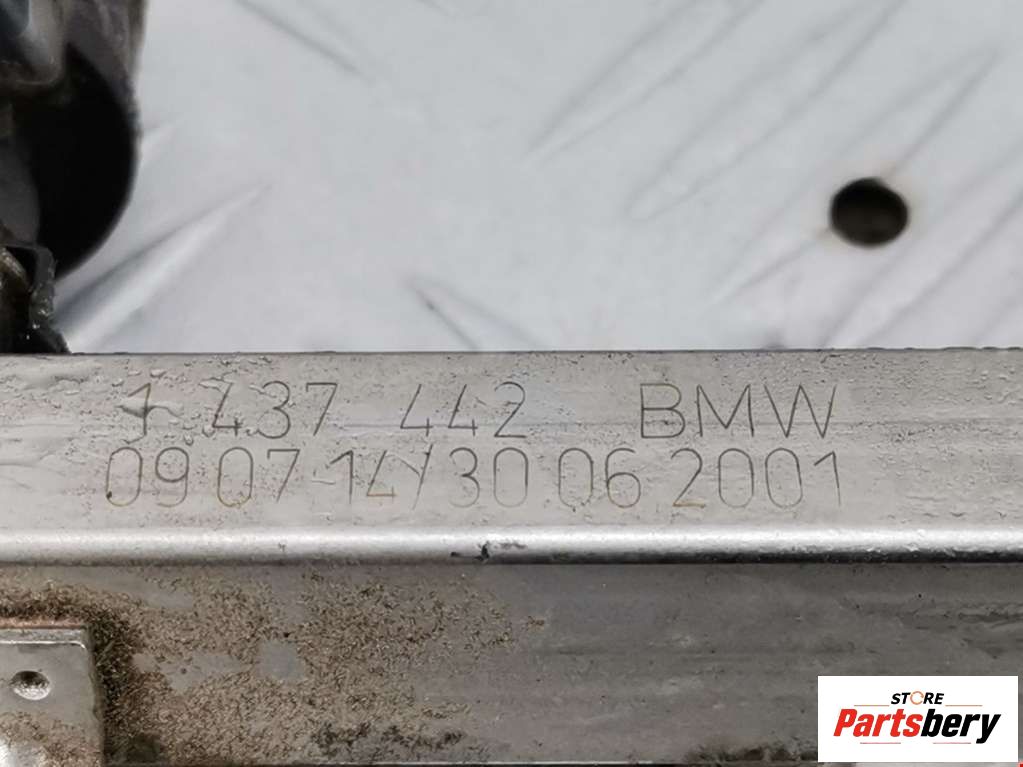 1 437 442 BMW
09 07 14/30 06 2001
STORE
Partsbery